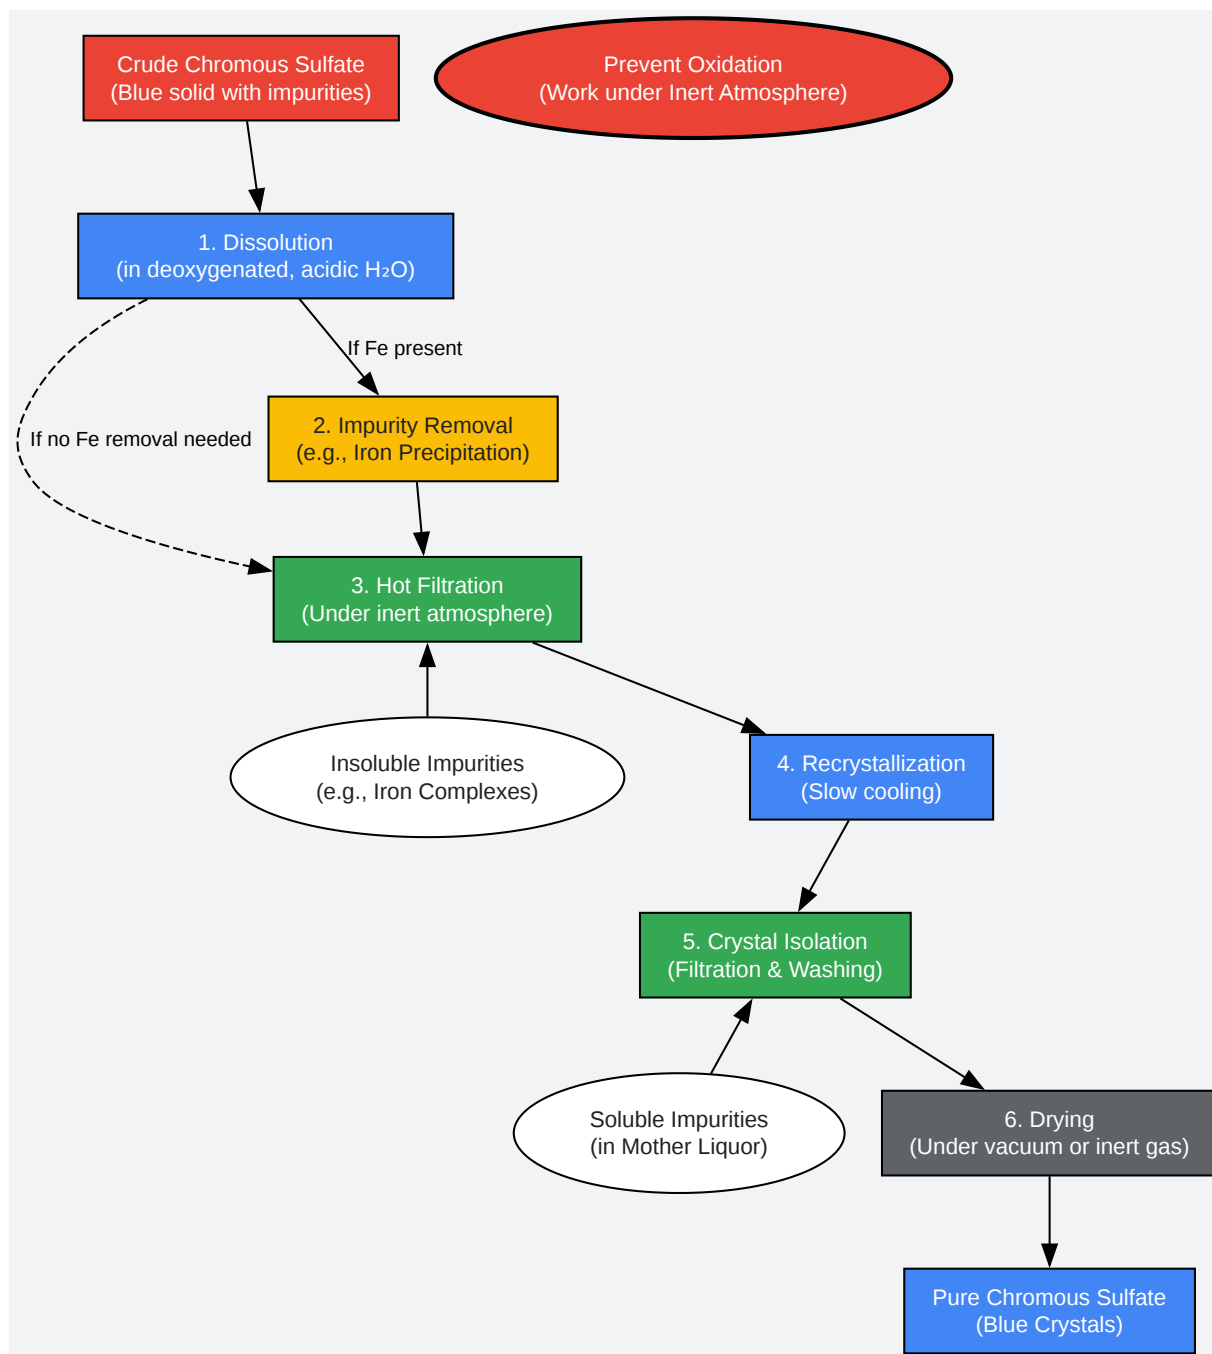 Crude Chromous Sulfate
(Blue solid with impurities)
Prevent Oxidation
(Work under Inert Atmosphere)
1. Dissolution
(in deoxygenated, acidic H₂O)
If Fe present
2. Impurity Removal
(e.g., Iron Precipitation)
If no Fe removal needed
3. Hot Filtration
(Under inert atmosphere)
Insoluble Impurities
(e.g., Iron Complexes)
4. Recrystallization
(Slow cooling)
5. Crystal Isolation
(Filtration & Washing)
Soluble Impurities
(in Mother Liquor)
6. Drying
(Under vacuum or inert gas)
Pure Chromous Sulfate
(Blue Crystals)